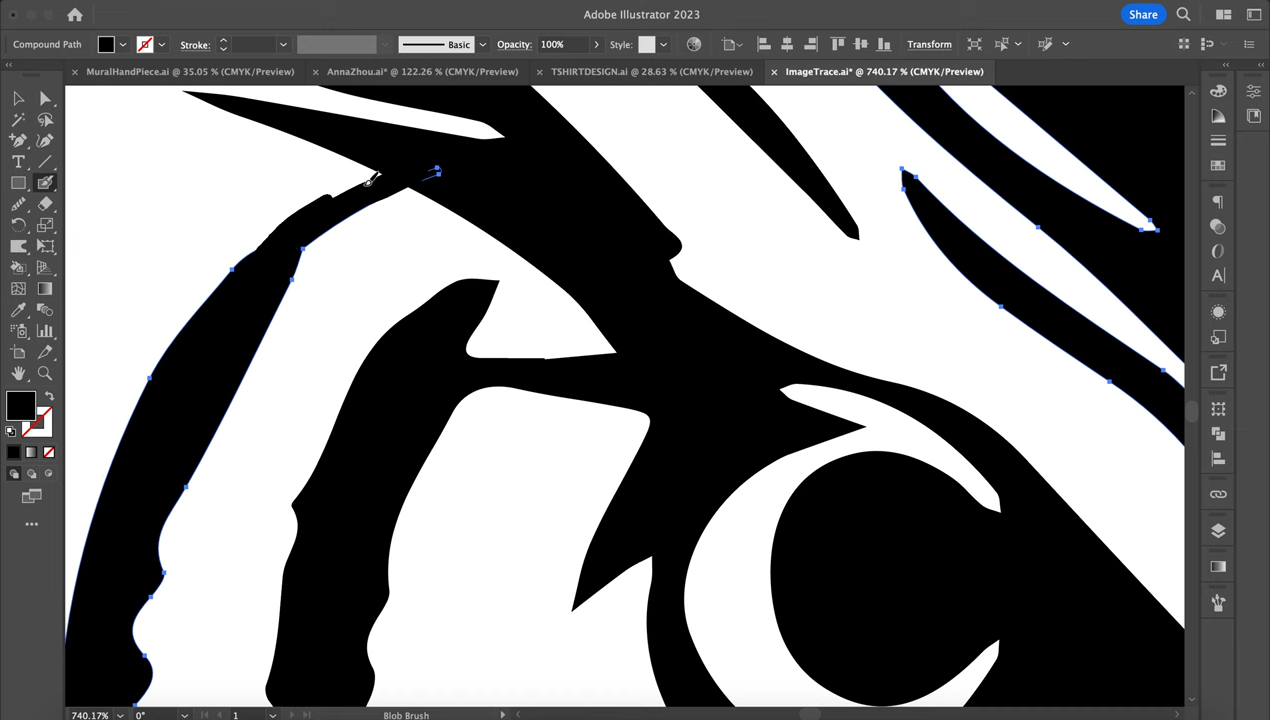 Adobe Illustrator 2023
Share
Compound Path
Stroke:
Basic
Opacity: 100%
Style:
Transform
MuralHandPiece.ai @ 35.05 % (CMYK/Preview)
AnnaZhou.ai* @ 122.26 % (CMYK/Preview)
TSHIRTDESIGN.ai @ 28.63 % (CMYK/Preview)
ImageTrace.ai* @ 740.17 % (CMYK/Preview)
740.17%
0°
1
Blob Brush